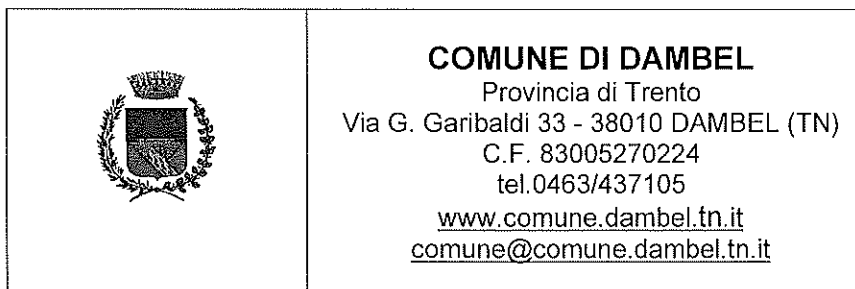 COMUNE DI DAMBEL
Provincia di Trento
Via G. Garibaldi 33 - 38010 DAMBEL (TN)
C.F. 83005270224
tel.0463/437105
www.comune.dambel.tn.it
comune@comune.dambel.tn.it